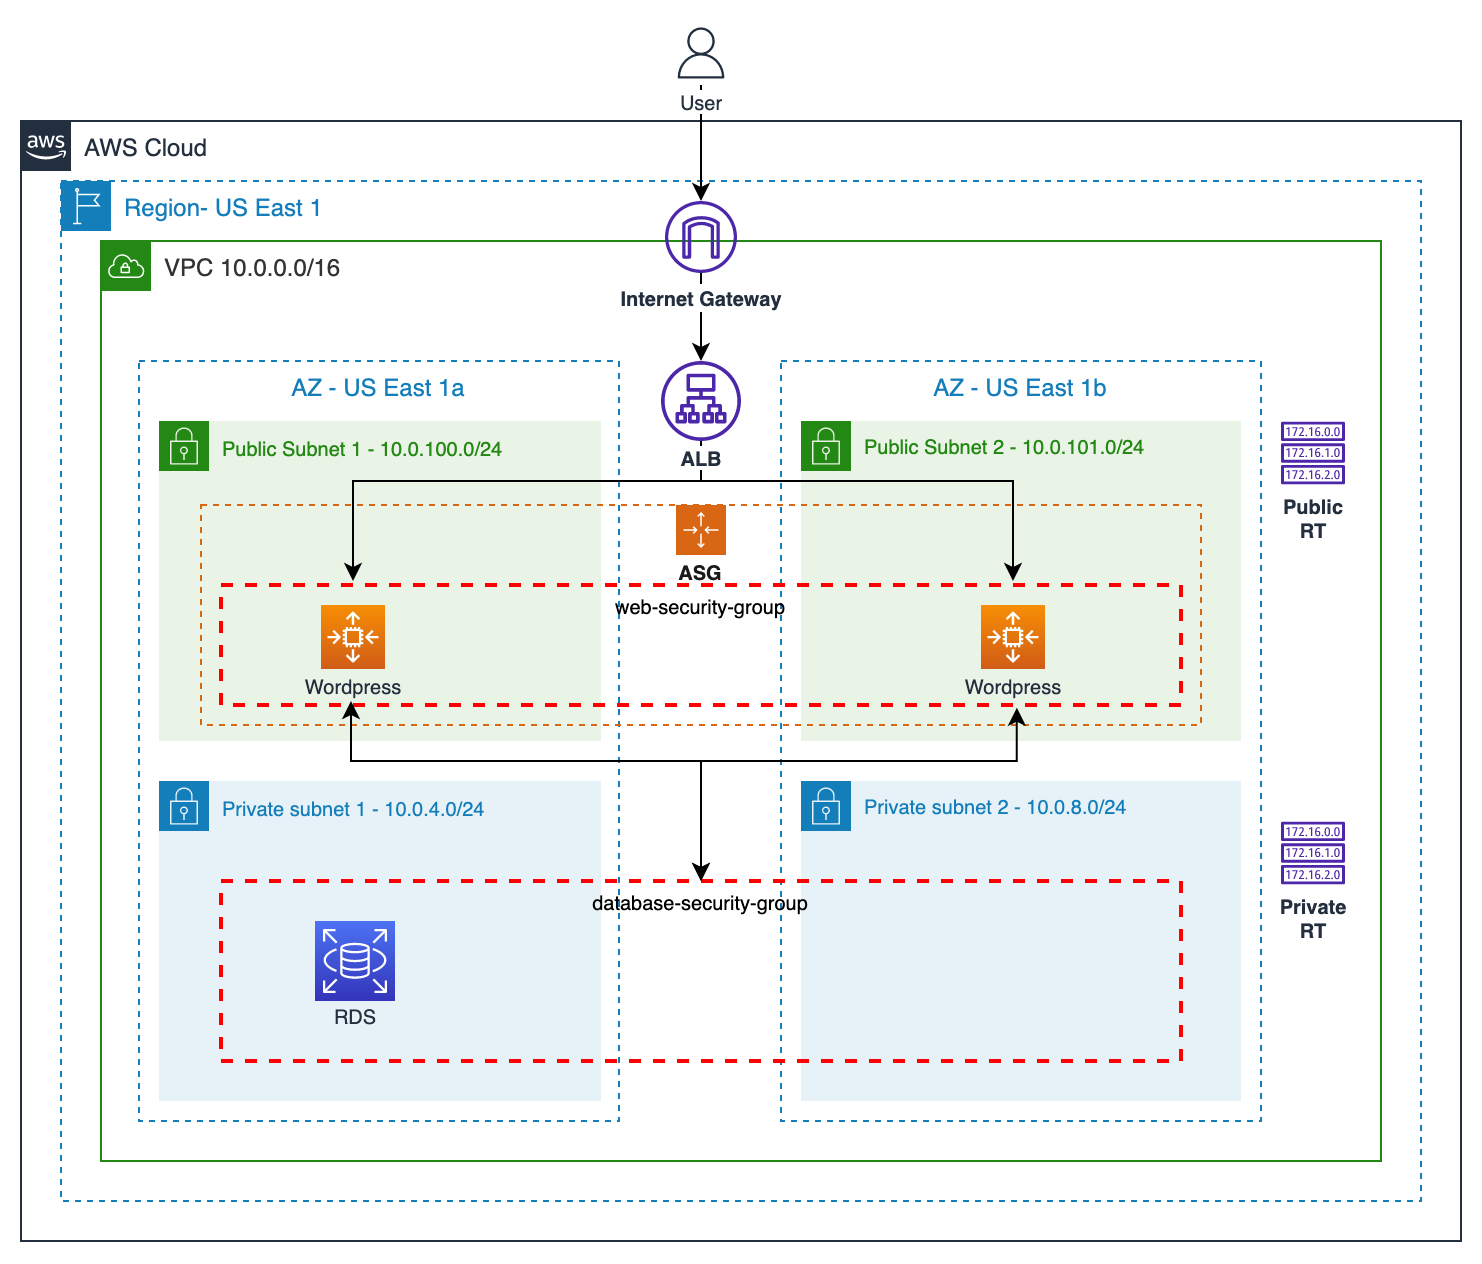 User
aws
AWS Cloud
Region- US East 1
VPC 10.0.0.0/16
Internet Gateway
AZ - US East 1a
AZ - US East 1b
Public Subnet 1 - 10.0.100.0/24
ALB
Public Subnet 2 - 10.0.101.0/24
172.16.0.0
172.16.1.0
172.16.2.0
Public
RT
ASG
web-security-group
Wordpress
Wordpress
Private subnet 1 - 10.0.4.0/24
Private subnet 2 - 10.0.8.0/24
172.16.0.0
172.16.1.0
172.16.2.0
Private
RT
database-security-group
RDS